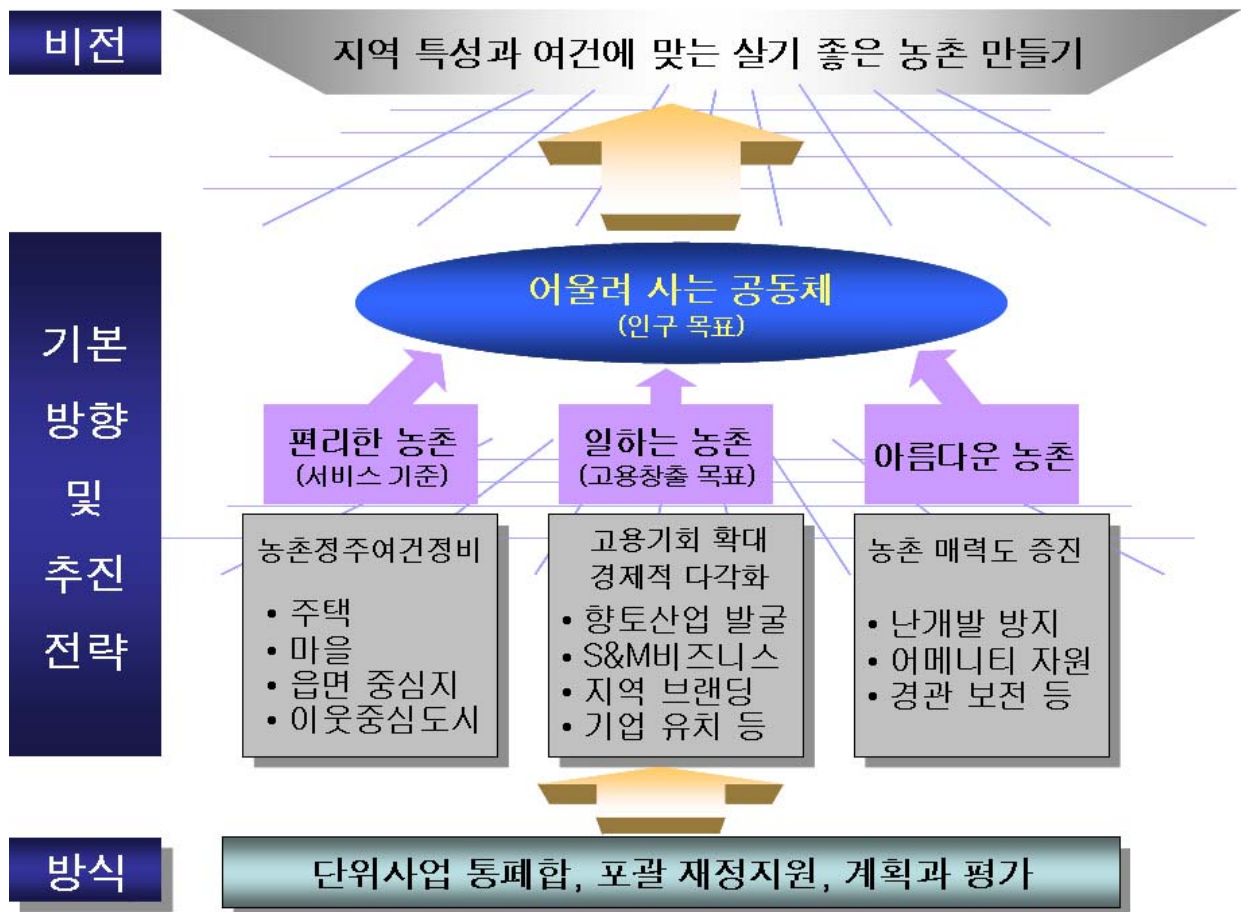 비전
지역 특성과 여건에 맞는 살기 좋은 농촌 만들기
기본
방향
및
추진
전략
어울려 사는 공동체
(인구 목표)
편리한 농촌
(서비스 기준)
일하는 농촌
(고용창출 목표)
아름다운 농촌
농촌정주여건정비
• 주택
• 마을
• 읍면 중심지
• 이웃중심도시
고용기회 확대
경제적 다각화
• 향토산업 발굴
• S&M비즈니스
• 지역 브랜딩
• 기업 유치 등
농촌 매력도 증진
• 난개발 방지
• 어메니티 자원
• 경관 보전 등
방식
단위사업 통폐합, 포괄 재정지원, 계획과 평가